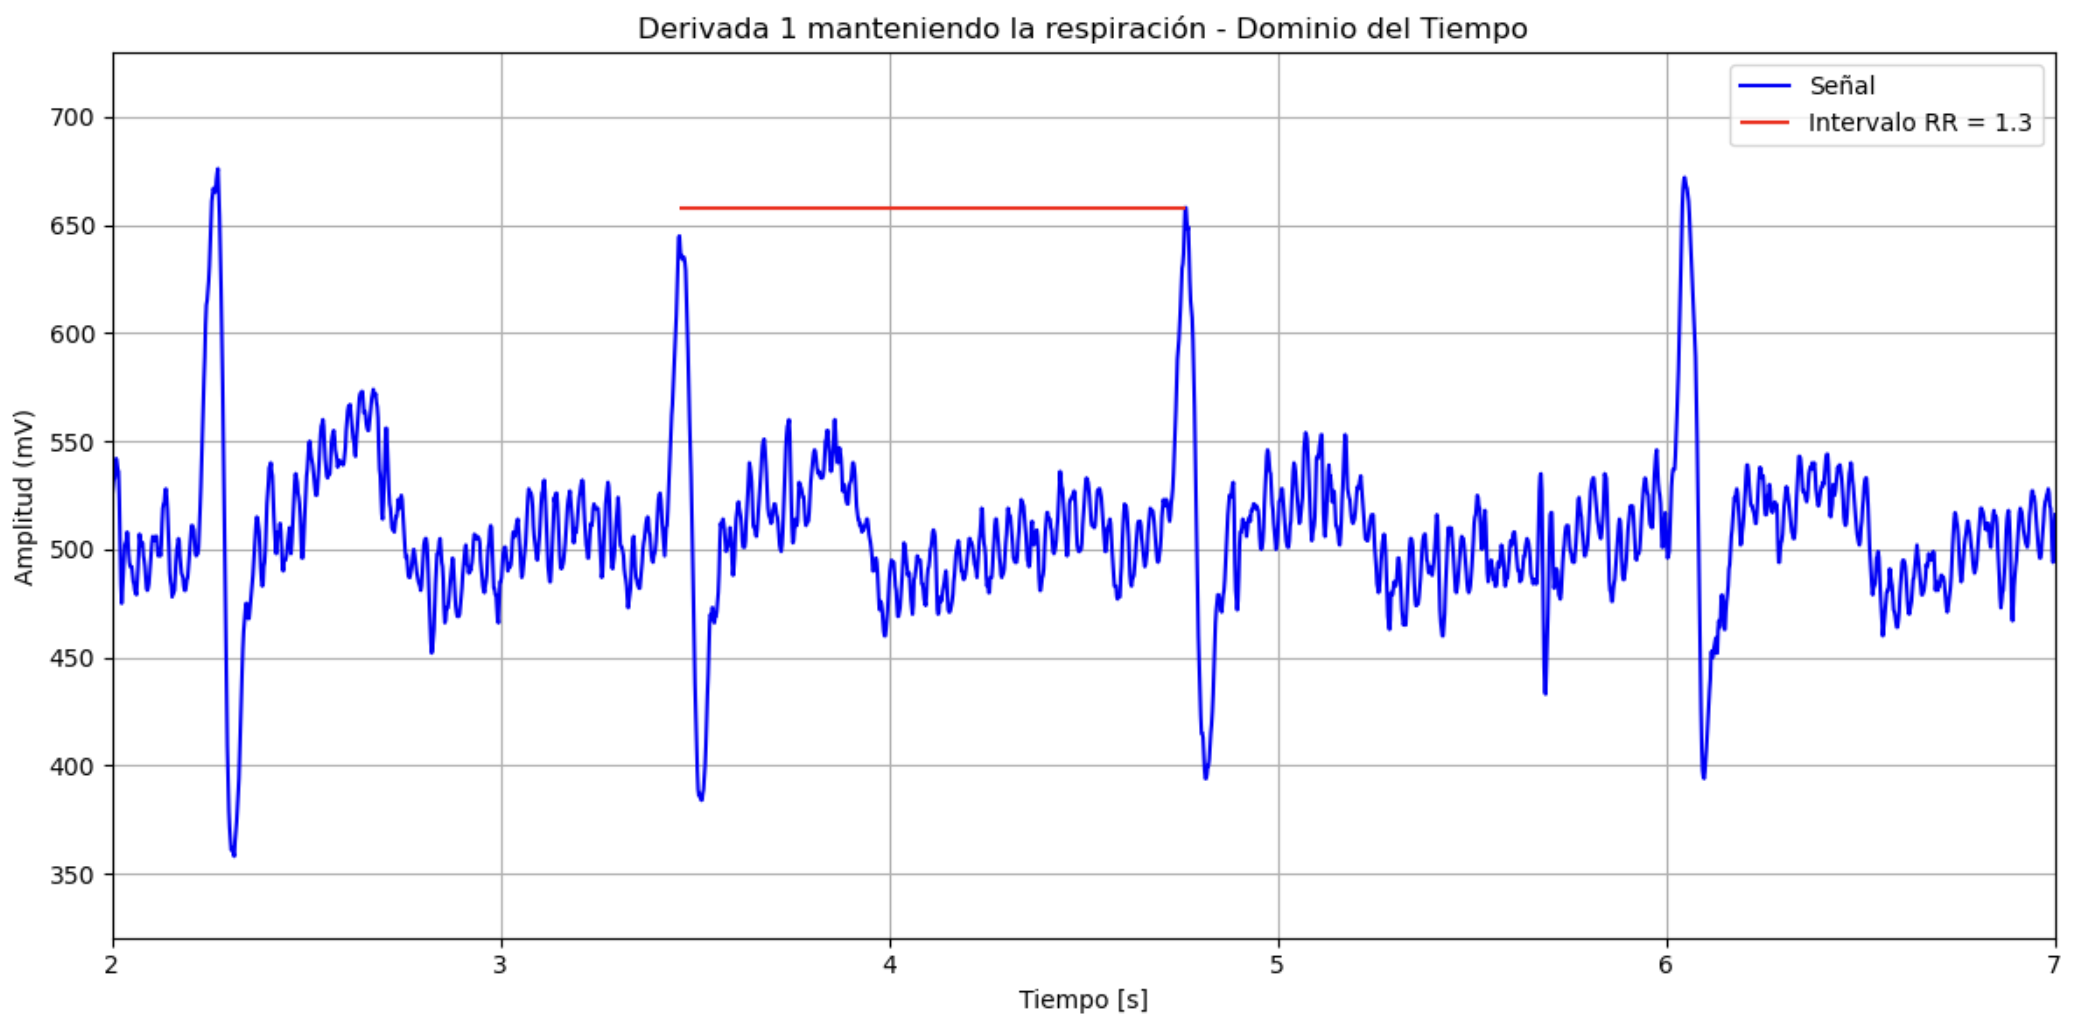 Derivada 1 manteniendo la respiración - Dominio del Tiempo
Señal
Intervalo RR = 1.3
Amplitud (mV)
700
650
600
550
500
450
400
350
2 3 4 5 6 7
Tiempo [s]